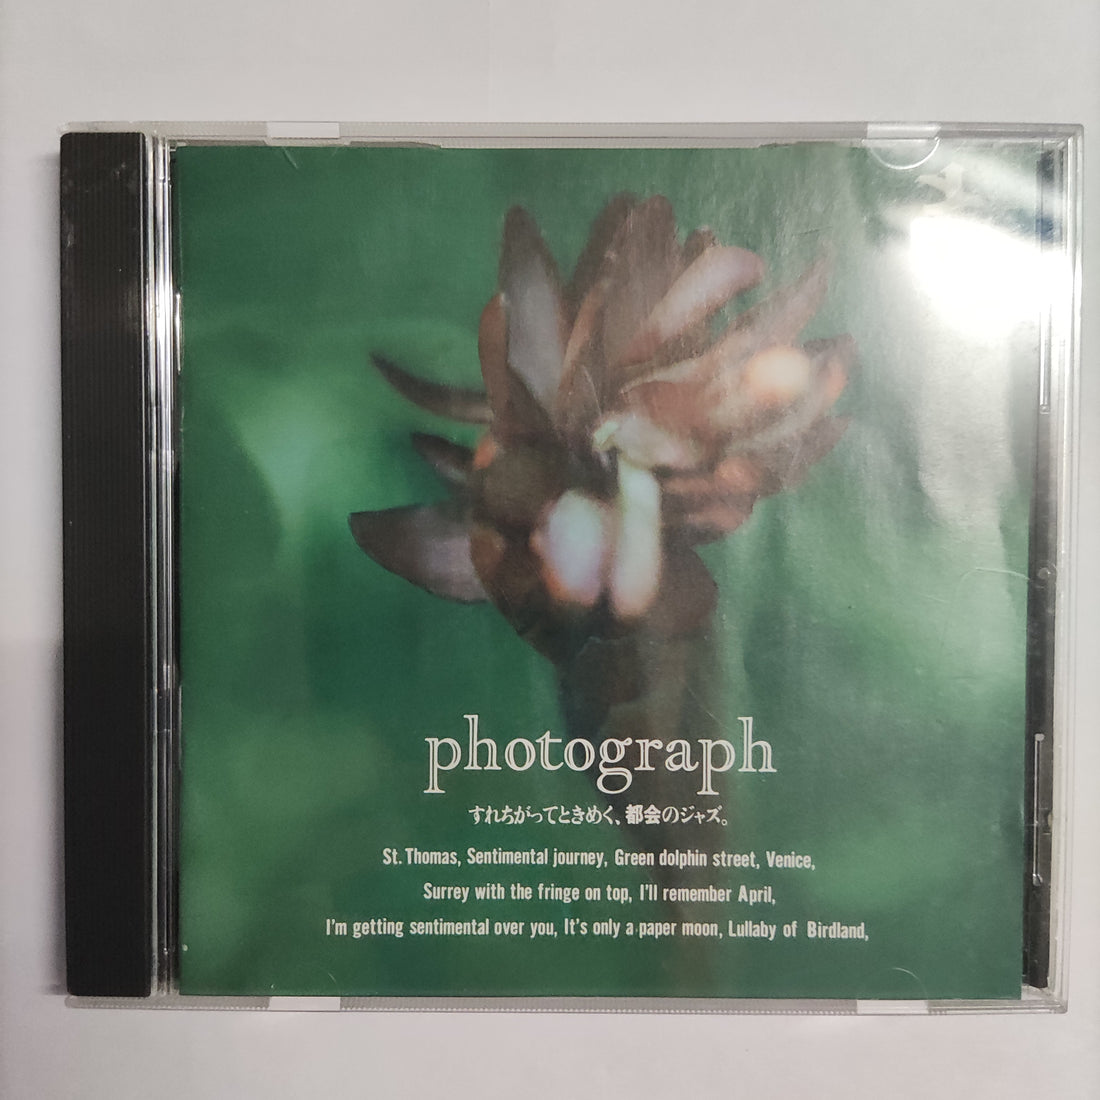 photograph
すれちがってときめく、都会のジャズ。
St. Thomas, Sentimental journey, Green dolphin street, Venice,
Surrey with the fringe on top, I'll remember April,
I'm getting sentimental over you, It's only a paper moon, Lullaby of Birdland,